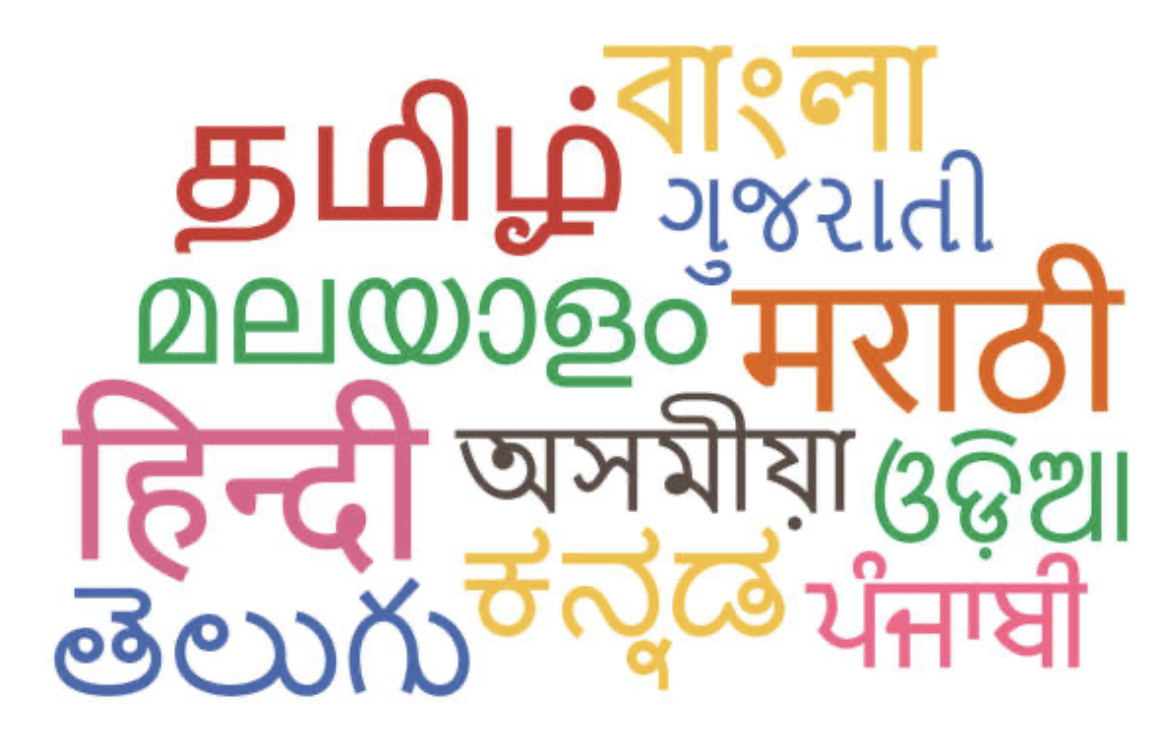 বাংলা
தமிழ்
ગુજરાતી
മലയാളം
मराठी
हिन्दी
অসমীয়া
ଓଡ଼ିଆ
ಕನ್ನಡ
ਪੰਜਾਬੀ
తెలుగు